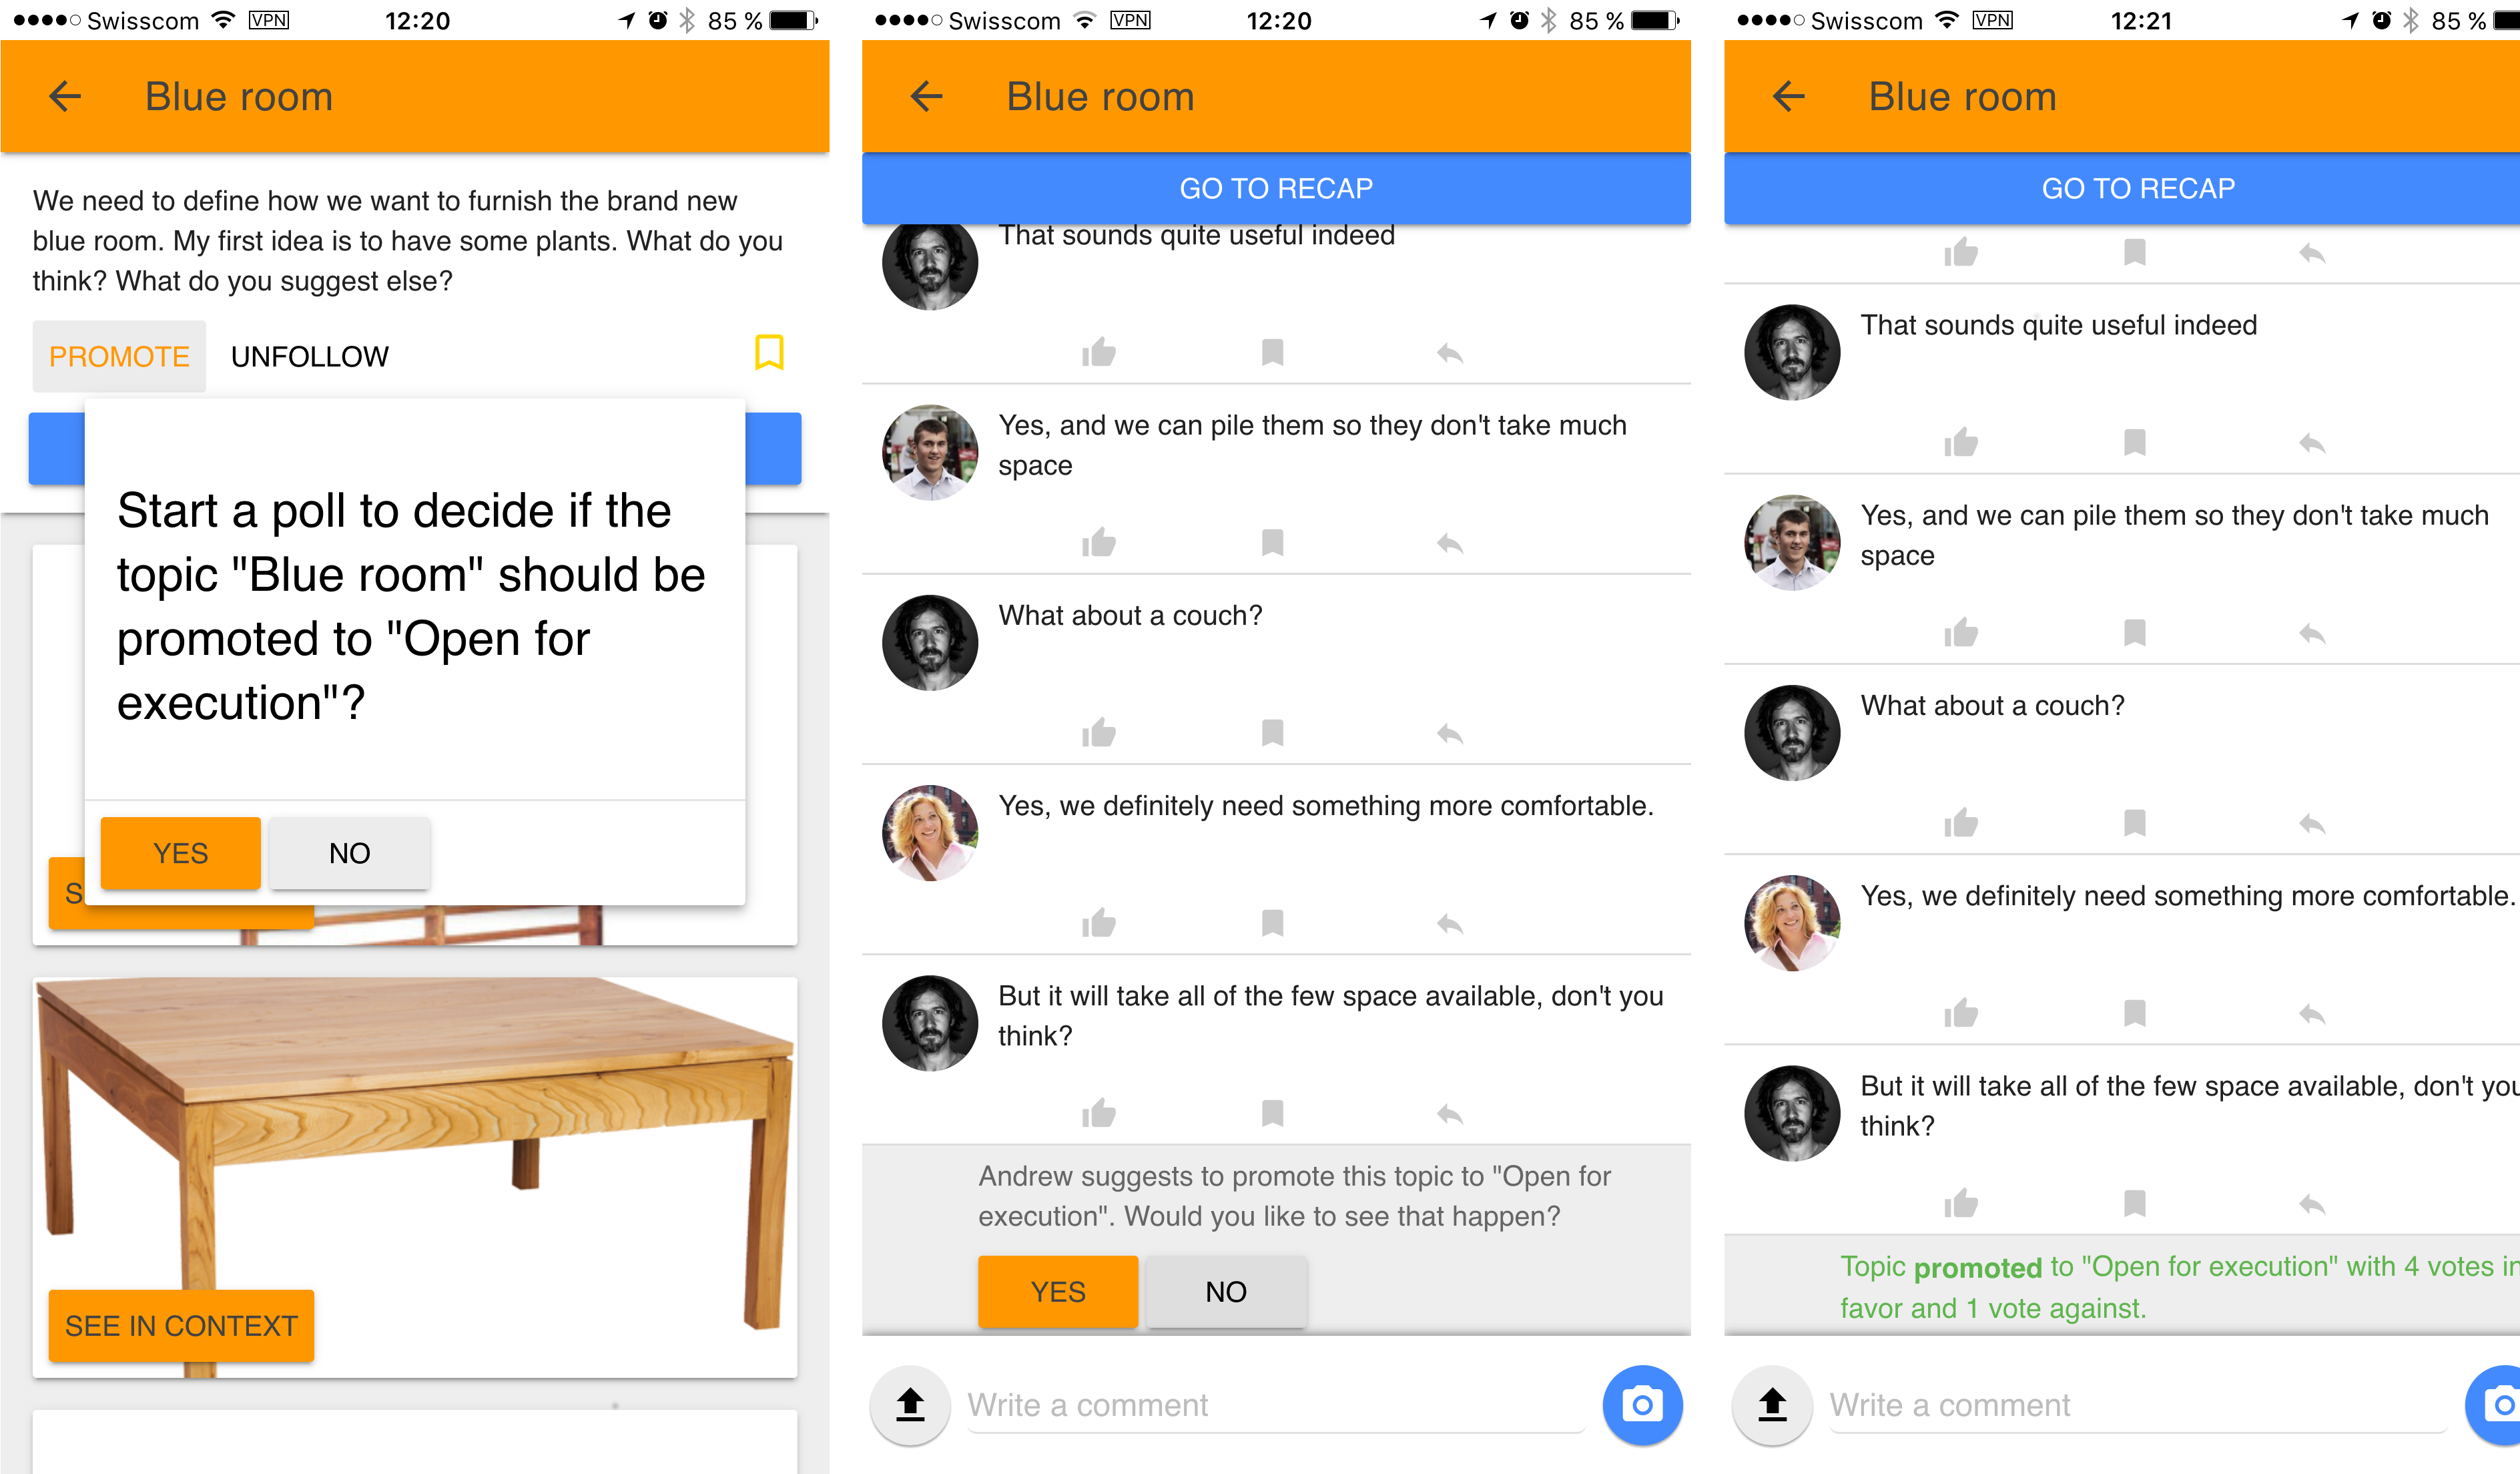 Swisscom VPN 12:20 85 %
Blue room
We need to define how we want to furnish the brand new
blue room. My first idea is to have some plants. What do you
think? What do you suggest else?
PROMOTE UNFOLLOW
Start a poll to decide if the
topic "Blue room" should be
promoted to "Open for
execution"?
YES NO
S
SEE IN CONTEXT
Swisscom VPN 12:20 85 %
Blue room
GO TO RECAP
That sounds quite useful indeed
Yes, and we can pile them so they don't take much
space
What about a couch?
Yes, we definitely need something more comfortable.
But it will take all of the few space available, don't you
think?
Andrew suggests to promote this topic to "Open for
execution". Would you like to see that happen?
YES NO
Write a comment
Swisscom VPN 12:21 85 %
Blue room
GO TO RECAP
That sounds quite useful indeed
Yes, and we can pile them so they don't take much
space
What about a couch?
Yes, we definitely need something more comfortable.
But it will take all of the few space available, don't you
think?
Topic promoted to "Open for execution" with 4 votes in
favor and 1 vote against.
Write a comment